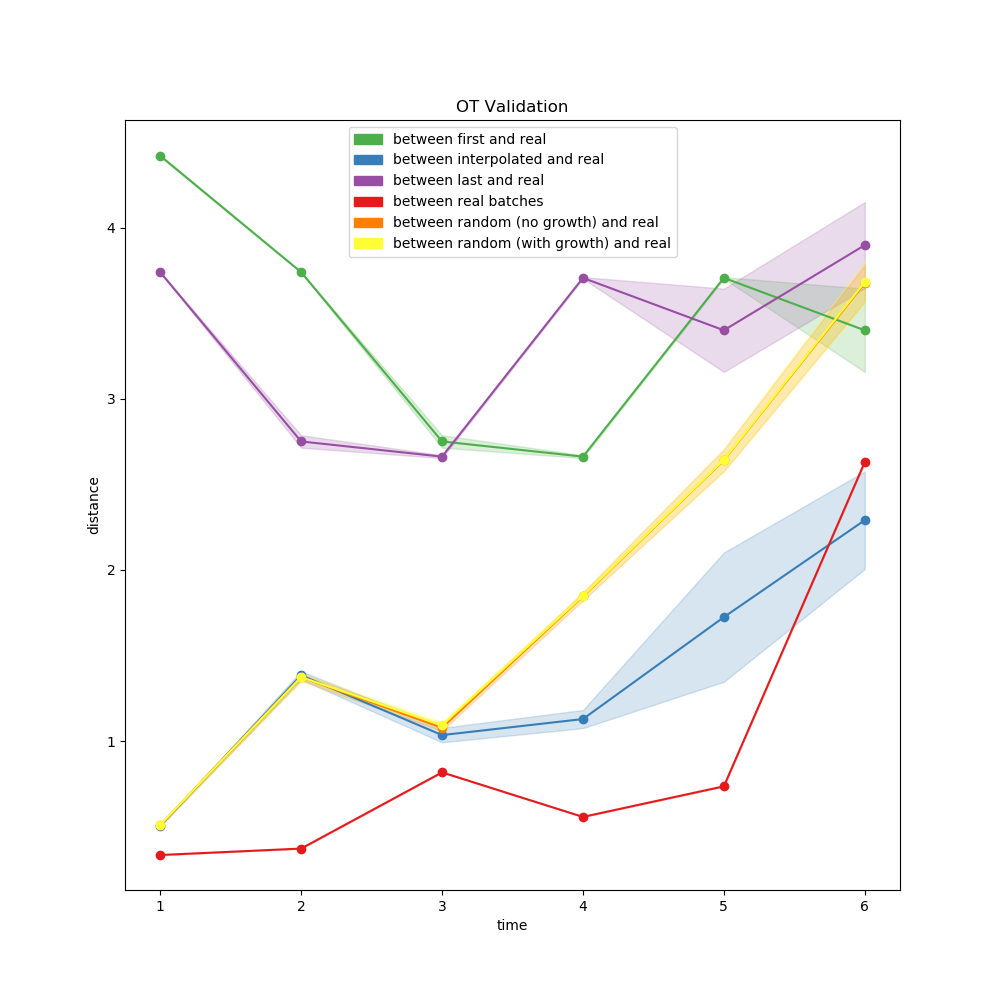 OT Validation
between first and real
between interpolated and real
between last and real
between real batches
between random (no growth) and real
between random (with growth) and real
distance
4
3
2
1
1 2 3 4 5 6
time